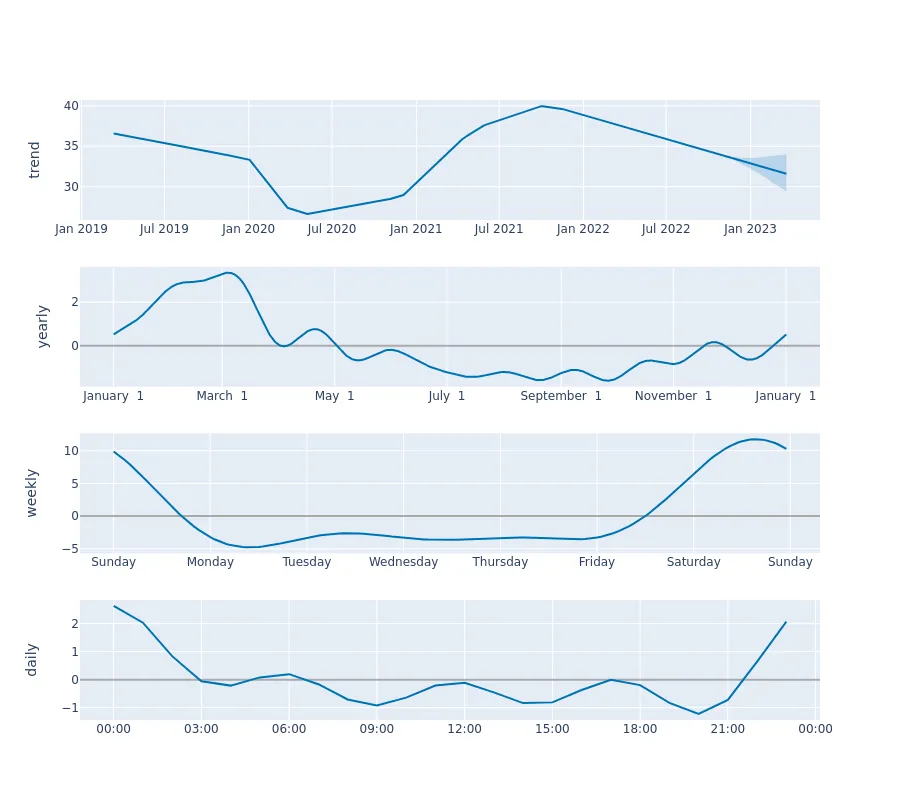 trend
40
35
30
Jan 2019 Jul 2019 Jan 2020 Jul 2020 Jan 2021 Jul 2021 Jan 2022 Jul 2022 Jan 2023
yearly
2
0
January 1 March 1 May 1 July 1 September 1 November 1 January 1
weekly
10
5
0
−5
Sunday Monday Tuesday Wednesday Thursday Friday Saturday Sunday
daily
2
1
0
−1
00:00 03:00 06:00 09:00 12:00 15:00 18:00 21:00 00:00